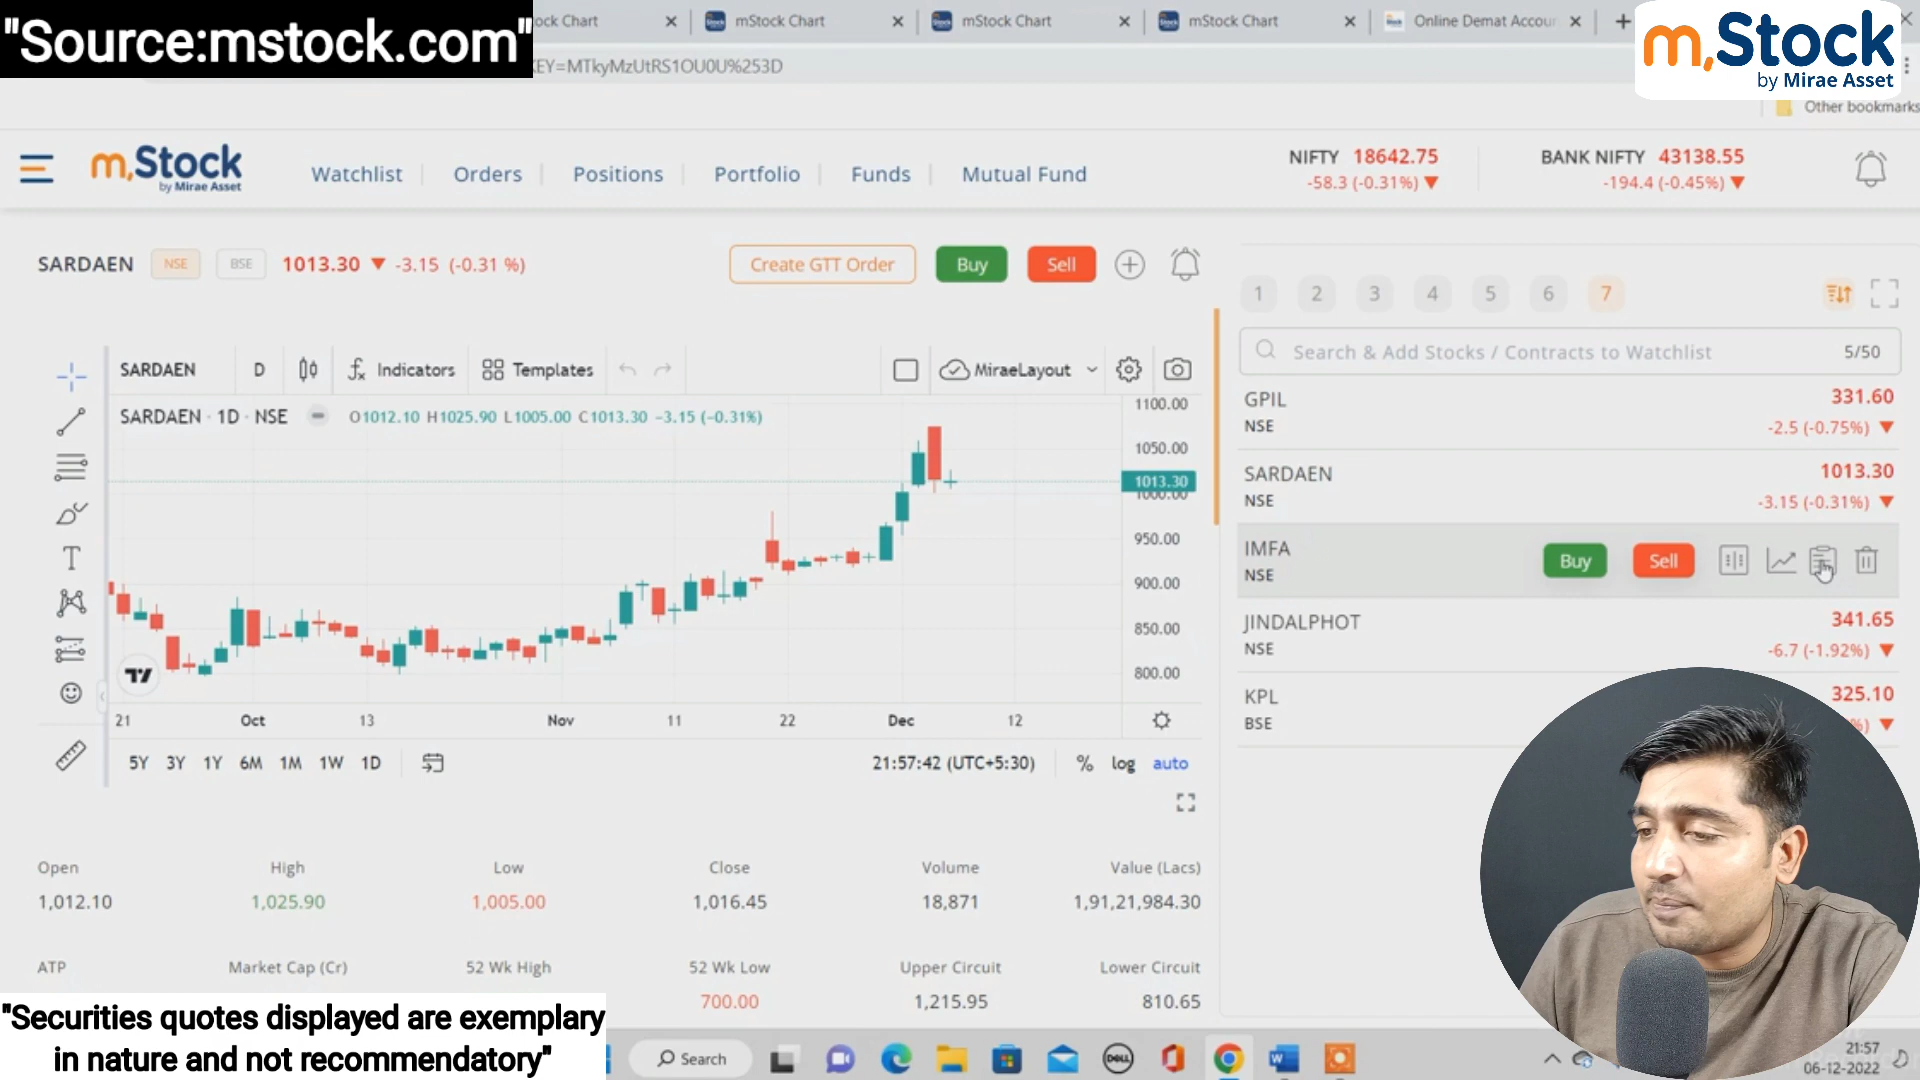 "Source:mstock.com"
ock Chart
mStock Chart
mStock Chart
mStock Chart
Online Demat Accou
KEY=MTkyMzUtRS1OU0U%253D
m.Stock
by Mirae Asset
Other bookmarks
m.Stock
by Mirae Asset
Watchlist
Orders
Positions
Portfolio
Funds
Mutual Fund
NIFTY 18642.75
-58.3 (-0.31%)
BANK NIFTY 43138.55
-194.4 (-0.45%)
SARDAEN NSE BSE 1013.30 -3.15 (-0.31 %)
Create GTT Order
Buy
Sell
SARDAEN D Indicators Templates MiraeLayout
SARDAEN · 1D · NSE O1012.10 H1025.90 L1005.00 C1013.30 -3.15 (-0.31%)
1100.00
1050.00
1013.30
1000.00
950.00
900.00
850.00
800.00
21 Oct 13 Nov 11 22 Dec 12
5Y 3Y 1Y 6M 1M 1W 1D
21:57:42 (UTC+5:30) % log auto
Open High Low Close Volume Value (Lacs)
1,012.10 1,025.90 1,005.00 1,016.45 18,871 1,91,21,984.30
ATP Market Cap (Cr) 52 Wk High 52 Wk Low Upper Circuit Lower Circuit
700.00 1,215.95 810.65
1 2 3 4 5 6 7
Search & Add Stocks / Contracts to Watchlist 5/50
GPIL 331.60
NSE -2.5 (-0.75%)
SARDAEN 1013.30
NSE -3.15 (-0.31%)
IMFA
NSE
Buy
Sell
JINDALPHOT 341.65
NSE -6.7 (-1.92%)
KPL 325.10
BSE %)
"Securities quotes displayed are exemplary
in nature and not recommendatory"
Search
DELL
21:57
06-12-2022